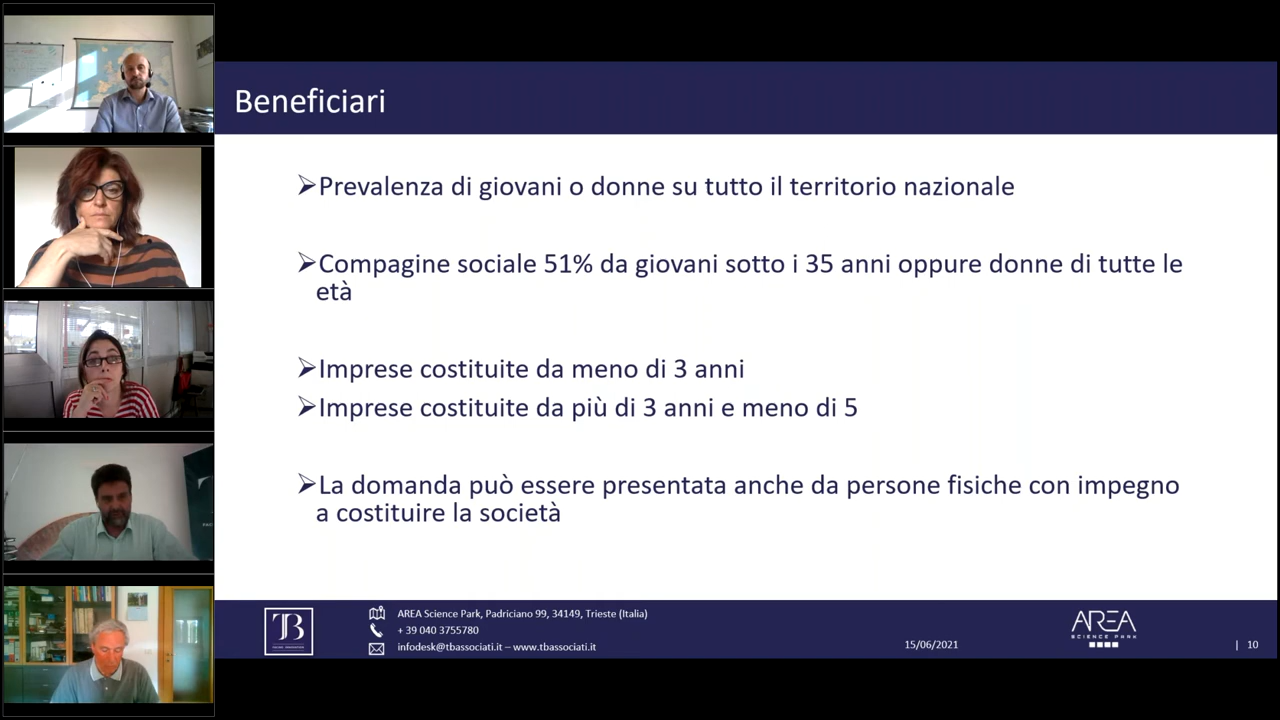 Beneficiari
➢Prevalenza di giovani o donne su tutto il territorio nazionale
➢Compagine sociale 51% da giovani sotto i 35 anni oppure donne di tutte le
età
➢Imprese costituite da meno di 3 anni
➢Imprese costituite da più di 3 anni e meno di 5
➢La domanda può essere presentata anche da persone fisiche con impegno
a costituire la società
TB
AREA Science Park, Padriciano 99, 34149, Trieste (Italia)
+ 39 040 3755780
infodesk@tbassociati.it – www.tbassociati.it
15/06/2021
AREA
SCIENCE PARK
| 10